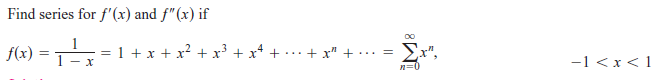 Find series for f′(x) and f″(x) if
f(x) = 1/(1 − x) = 1 + x + x² + x³ + x⁴ + ⋯ + xⁿ + ⋯ = ∑_{n=0}^{∞} xⁿ, −1 < x < 1